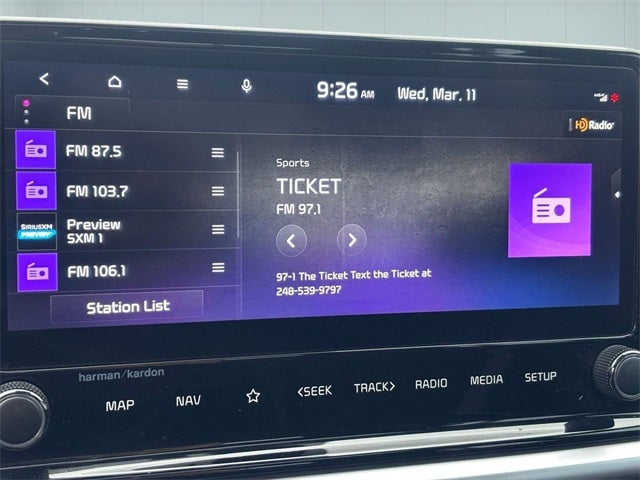 9:26 AM Wed, Mar. 11
FM
HD Radio
FM 87.5
FM 103.7
SiriusXM
PREVIEW
Preview
SXM 1
FM 106.1
Station List
Sports
TICKET
FM 97.1
97-1 The Ticket Text the Ticket at
248-539-9797
harman/kardon
MAP NAV <SEEK TRACK> RADIO MEDIA SETUP